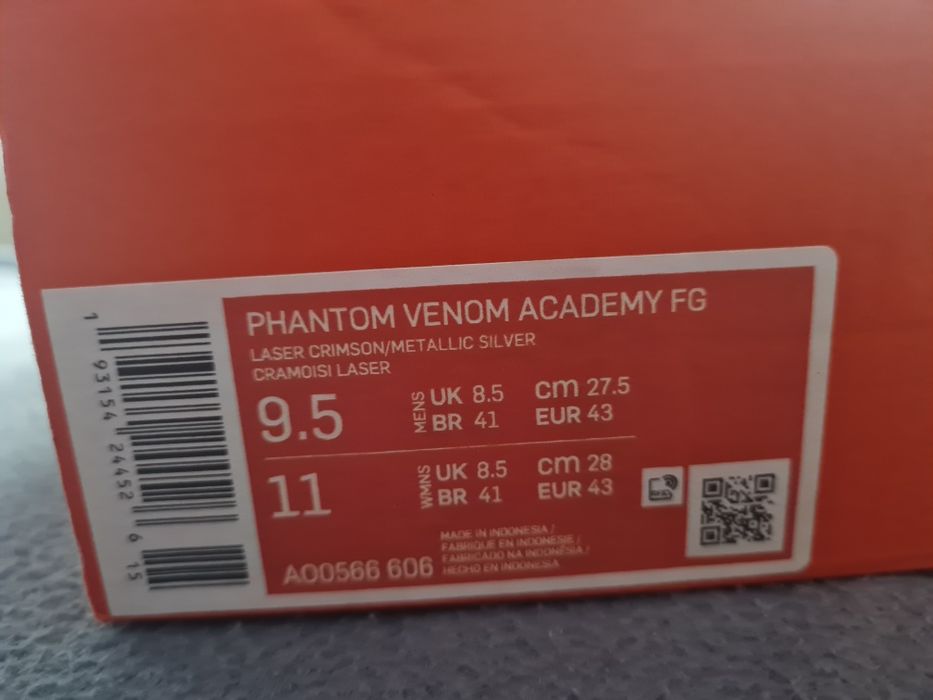 PHANTOM VENOM ACADEMY FG
LASER CRIMSON/METALLIC SILVER
CRAMOISI LASER
9.5
MENS
UK 8.5
cm 27.5
BR 41
EUR 43
11
WMNS
UK 8.5
cm 28
BR 41
EUR 43
AO0566 606
MADE IN INDONESIA /
FABRIQUE EN INDONESIE /
FABRICADO NA INDONÉSIA /
HECHO EN INDONESIA
1 93154 24452 6 15